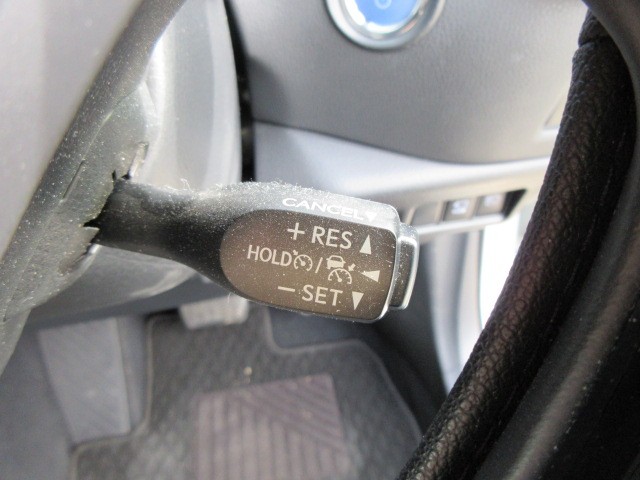 CANCEL
+ RES
HOLD /
− SET